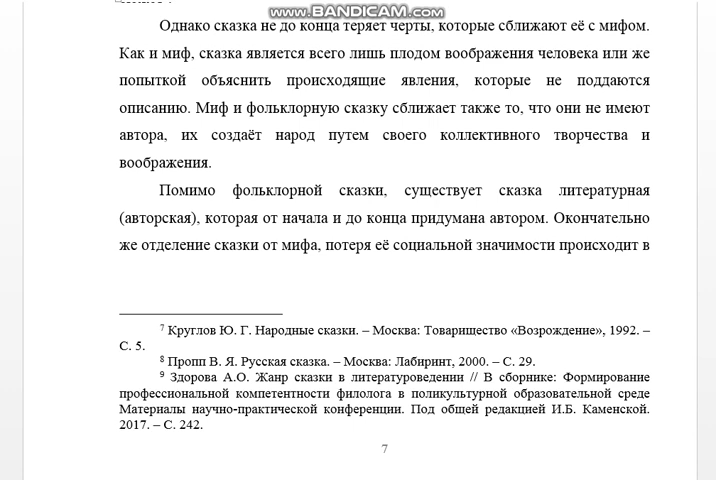 www.BANDICAM.com
Однако сказка не до конца теряет черты, которые сближают её с мифом.
Как и миф, сказка является всего лишь плодом воображения человека или же
попыткой объяснить происходящие явления, которые не поддаются
описанию. Миф и фольклорную сказку сближает также то, что они не имеют
автора, их создаёт народ путем своего коллективного творчества и
воображения.
Помимо фольклорной сказки, существует сказка литературная
(авторская), которая от начала и до конца придумана автором. Окончательно
же отделение сказки от мифа, потеря её социальной значимости происходит в
7 Круглов Ю. Г. Народные сказки. – Москва: Товарищество «Возрождение», 1992. –
С. 5.
8 Пропп В. Я. Русская сказка. – Москва: Лабиринт, 2000. – С. 29.
9 Здорова А.О. Жанр сказки в литературоведении // В сборнике: Формирование
профессиональной компетентности филолога в поликультурной образовательной среде
Материалы научно-практической конференции. Под общей редакцией И.Б. Каменской.
2017. – С. 242.
7